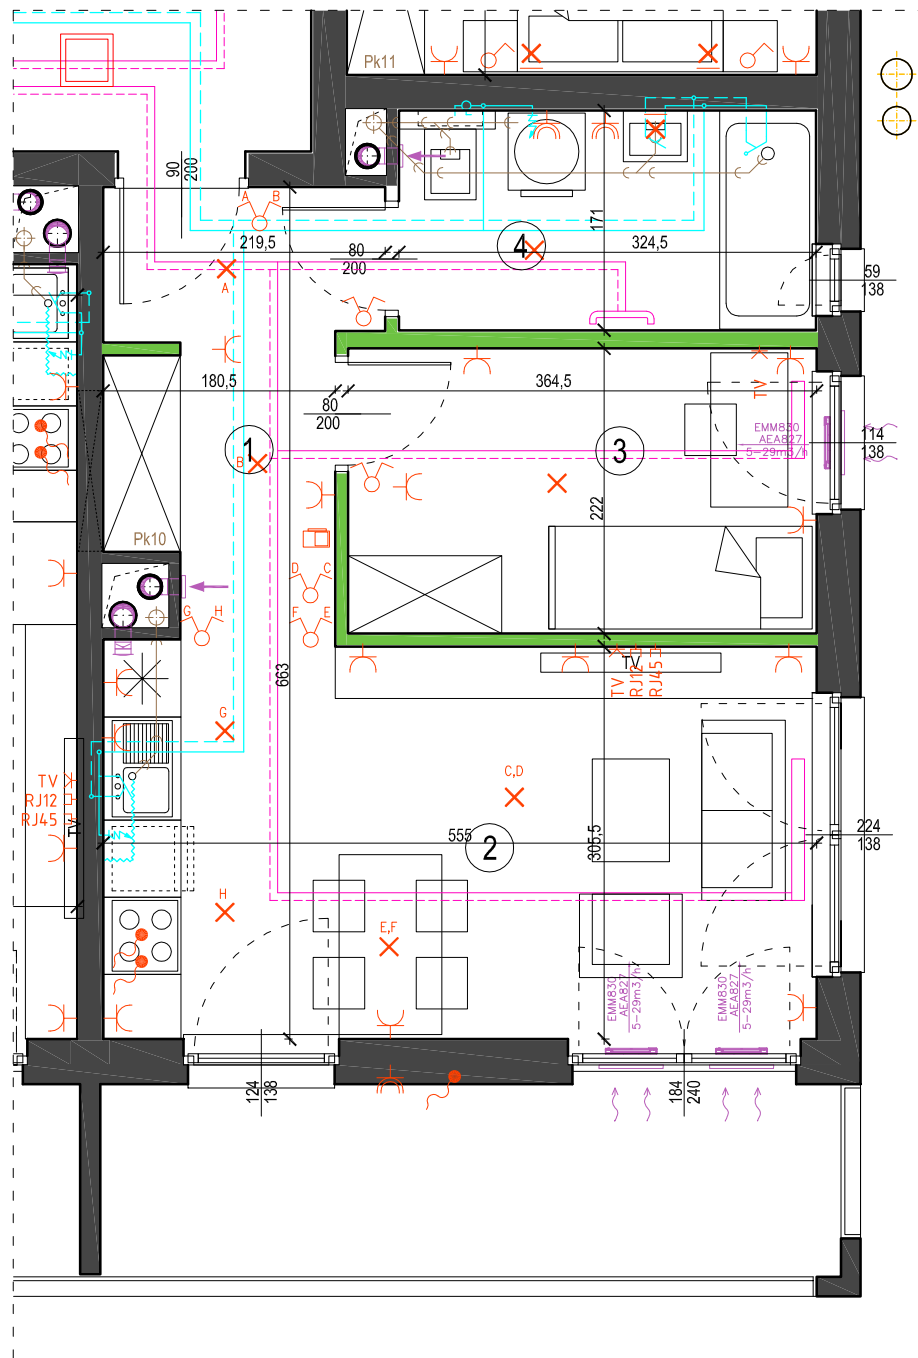 Pk11
90
200
A B
171
4
219,5
324,5
80
200
59
138
A
180,5
364,5
TV
80
200
EMM830
AEA827
5-29m3/h
114
138
1
B
3
222
Pk10
D C
G H
F E
663
TV
TV
RJ12
RJ45
G
C,D
TV
RJ12
RJ45
TV
555
2
305,5
224
138
H
E,F
EMM830
AEA827
5-29m3/h
EMM830
AEA827
5-29m3/h
124
138
184
240